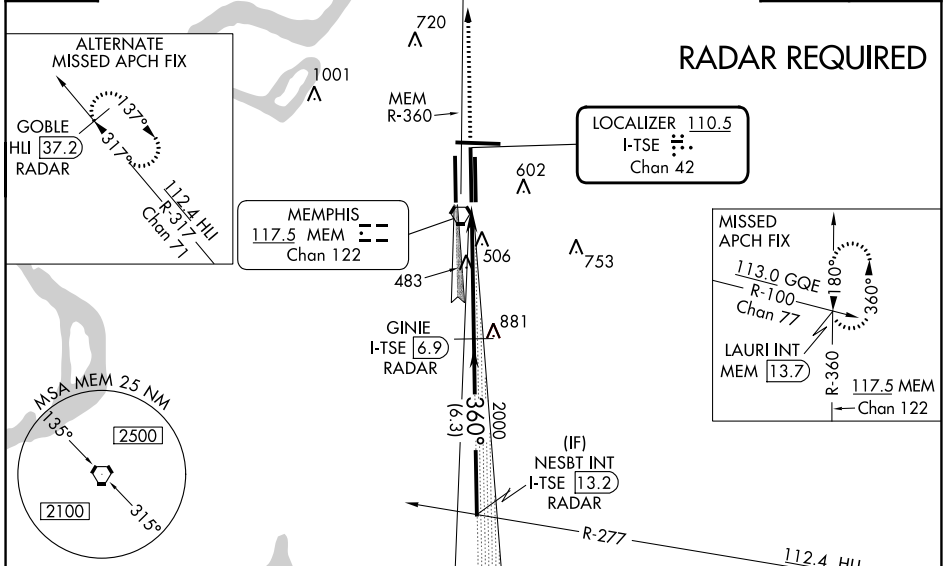 720
RADAR REQUIRED
ALTERNATE
MISSED APCH FIX
1001
GOBLE
HLI 37.2
RADAR
137°
317°
112.4 HLI
R-317
Chan 71
MEM
R-360
LOCALIZER 110.5
I-TSE
Chan 42
602
MEMPHIS
117.5 MEM
Chan 122
506
753
483
MISSED
APCH FIX
113.0 GQE
R-100
Chan 77
180°
360°
LAURI INT
MEM 13.7
R-360
117.5 MEM
Chan 122
GINIE
I-TSE 6.9
RADAR
881
360°
(6.3)
2000
MSA MEM 25 NM
135°
2500
2100
315°
(IF)
NESBT INT
I-TSE 13.2
RADAR
R-277
112.4 HLI